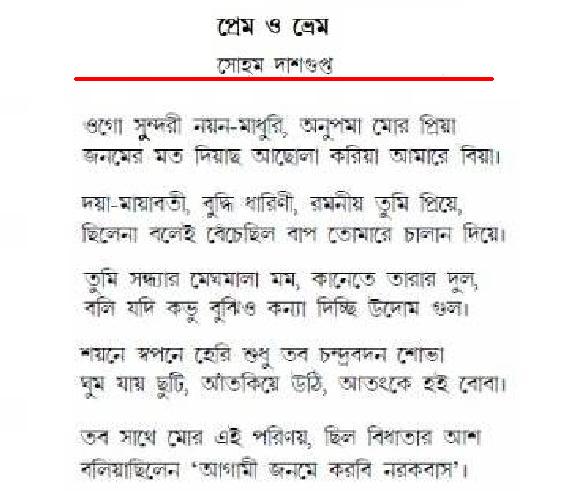 প্রেম ও ভ্রেম
সোহম দাশগুপ্ত
ওগো সুন্দরী নয়ন-মাধুরি, অনুপমা মোর প্রিয়া
জনমের মত দিয়াছ আছোলা করিয়া আমারে বিয়া।
দয়া-মায়াবতী, বুদ্ধি ধারিণী, রমনীয় তুমি প্রিয়ে,
ছিলেনা বলেই বেঁচেছিল বাপ তোমারে চালান দিয়ে।
তুমি সন্ধ্যার মেঘমালা মম, কানেতে তারার দুল,
বলি যদি কভু বুঝিও কন্যা দিচ্ছি উদোম গুল।
শয়নে স্বপনে হেরি শুধু তব চন্দ্রবদন শোভা
ঘুম যায় ছুটি, আঁতকিয়ে উঠি, আতংকে হই বোবা।
তব সাথে মোর এই পরিণয়, ছিল বিধাতার আশ
বলিয়াছিলেন ‘আগামী জনমে করবি নরকবাস’।